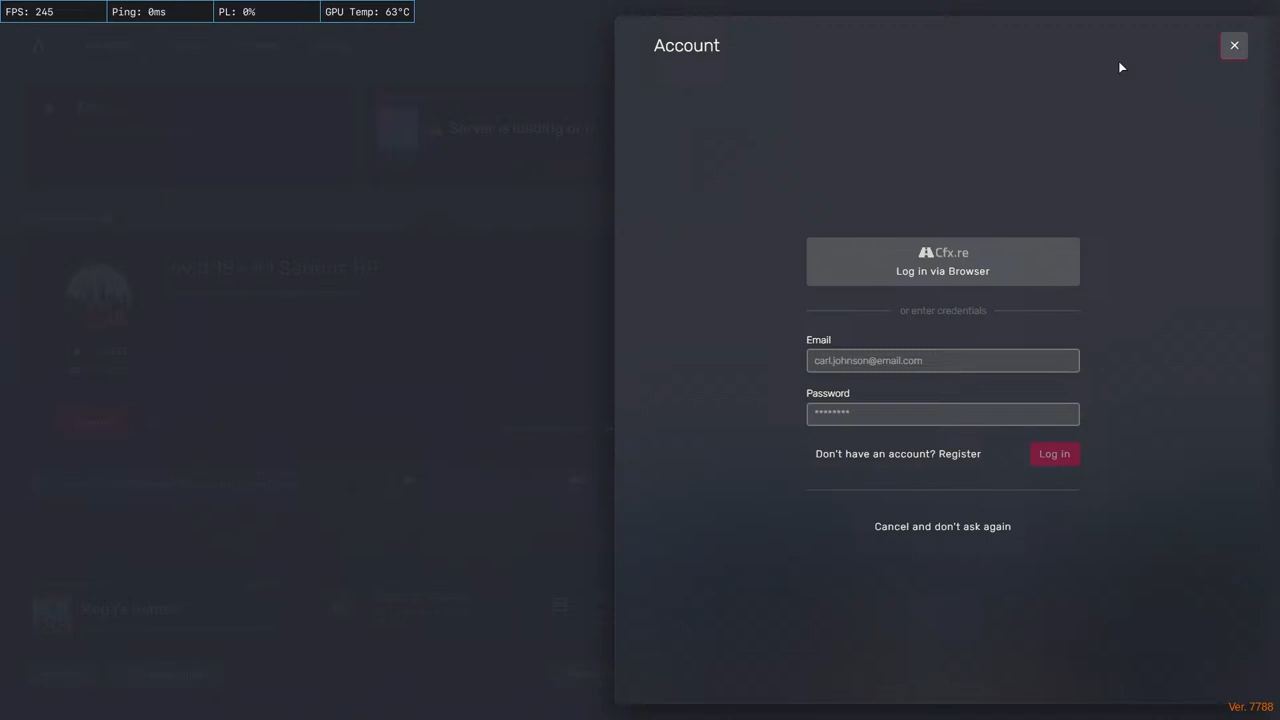 FPS: 245 Ping: 0ms PL: 0% GPU Temp: 63°C
Account
Cfx.re
Log in via Browser
or enter credentials
Email
carl.johnson@email.com
Password
********
Don't have an account? Register
Log in
Cancel and don't ask again
Ver. 7788